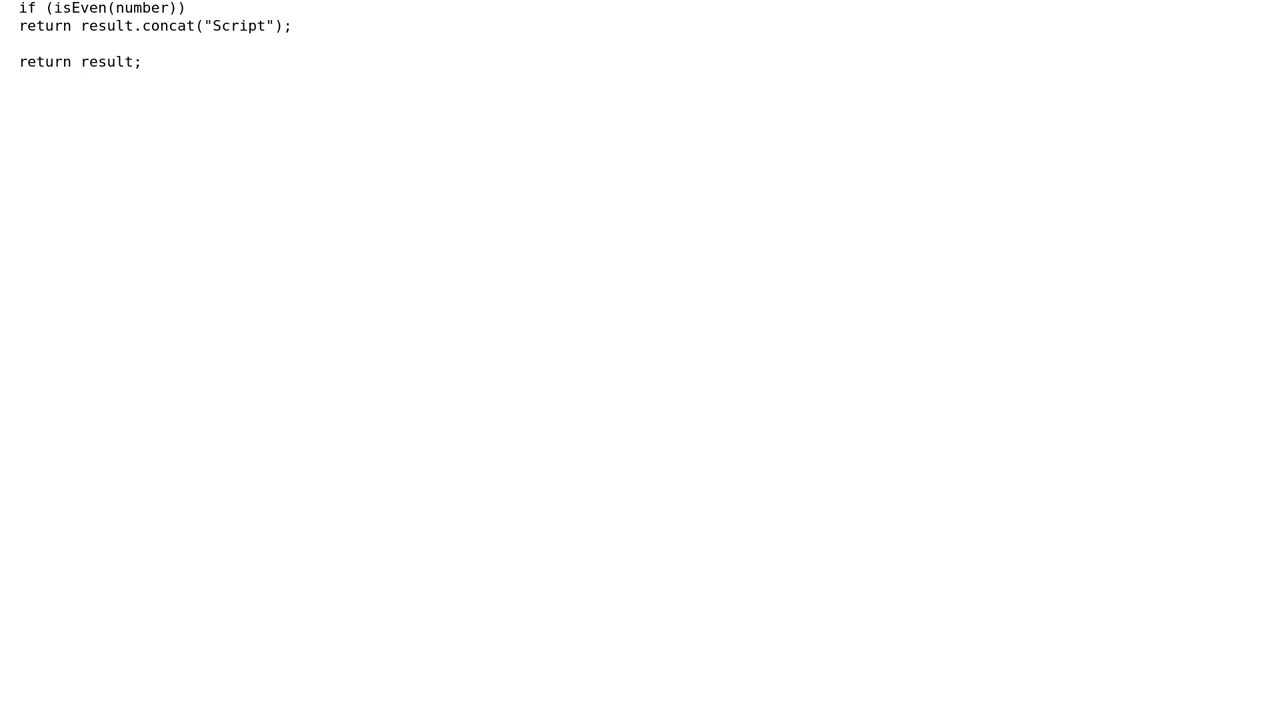 if (isEven(number))
return result.concat("Script");

return result;